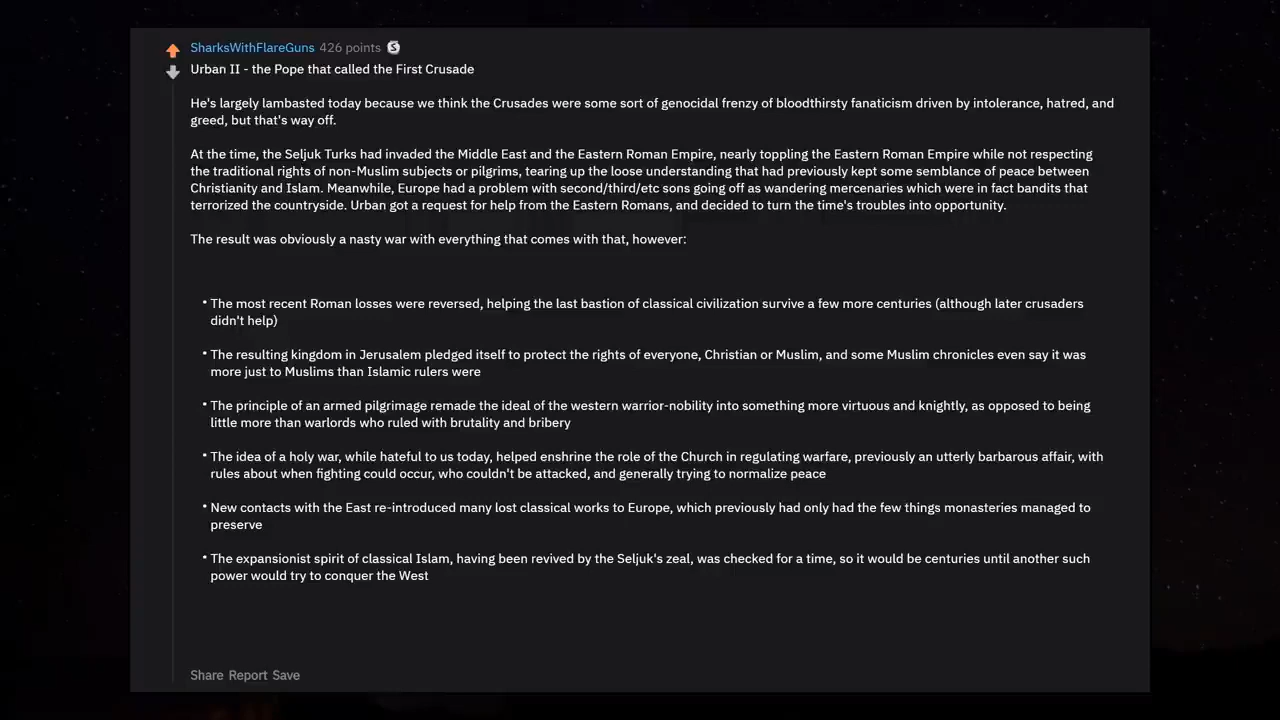 SharksWithFlareGuns 426 points S
Urban II - the Pope that called the First Crusade
He's largely lambasted today because we think the Crusades were some sort of genocidal frenzy of bloodthirsty fanaticism driven by intolerance, hatred, and
greed, but that's way off.
At the time, the Seljuk Turks had invaded the Middle East and the Eastern Roman Empire, nearly toppling the Eastern Roman Empire while not respecting
the traditional rights of non-Muslim subjects or pilgrims, tearing up the loose understanding that had previously kept some semblance of peace between
Christianity and Islam. Meanwhile, Europe had a problem with second/third/etc sons going off as wandering mercenaries which were in fact bandits that
terrorized the countryside. Urban got a request for help from the Eastern Romans, and decided to turn the time's troubles into opportunity.
The result was obviously a nasty war with everything that comes with that, however:
• The most recent Roman losses were reversed, helping the last bastion of classical civilization survive a few more centuries (although later crusaders
didn't help)
• The resulting kingdom in Jerusalem pledged itself to protect the rights of everyone, Christian or Muslim, and some Muslim chronicles even say it was
more just to Muslims than Islamic rulers were
• The principle of an armed pilgrimage remade the ideal of the western warrior-nobility into something more virtuous and knightly, as opposed to being
little more than warlords who ruled with brutality and bribery
• The idea of a holy war, while hateful to us today, helped enshrine the role of the Church in regulating warfare, previously an utterly barbarous affair, with
rules about when fighting could occur, who couldn't be attacked, and generally trying to normalize peace
• New contacts with the East re-introduced many lost classical works to Europe, which previously had only had the few things monasteries managed to
preserve
• The expansionist spirit of classical Islam, having been revived by the Seljuk's zeal, was checked for a time, so it would be centuries until another such
power would try to conquer the West
Share Report Save